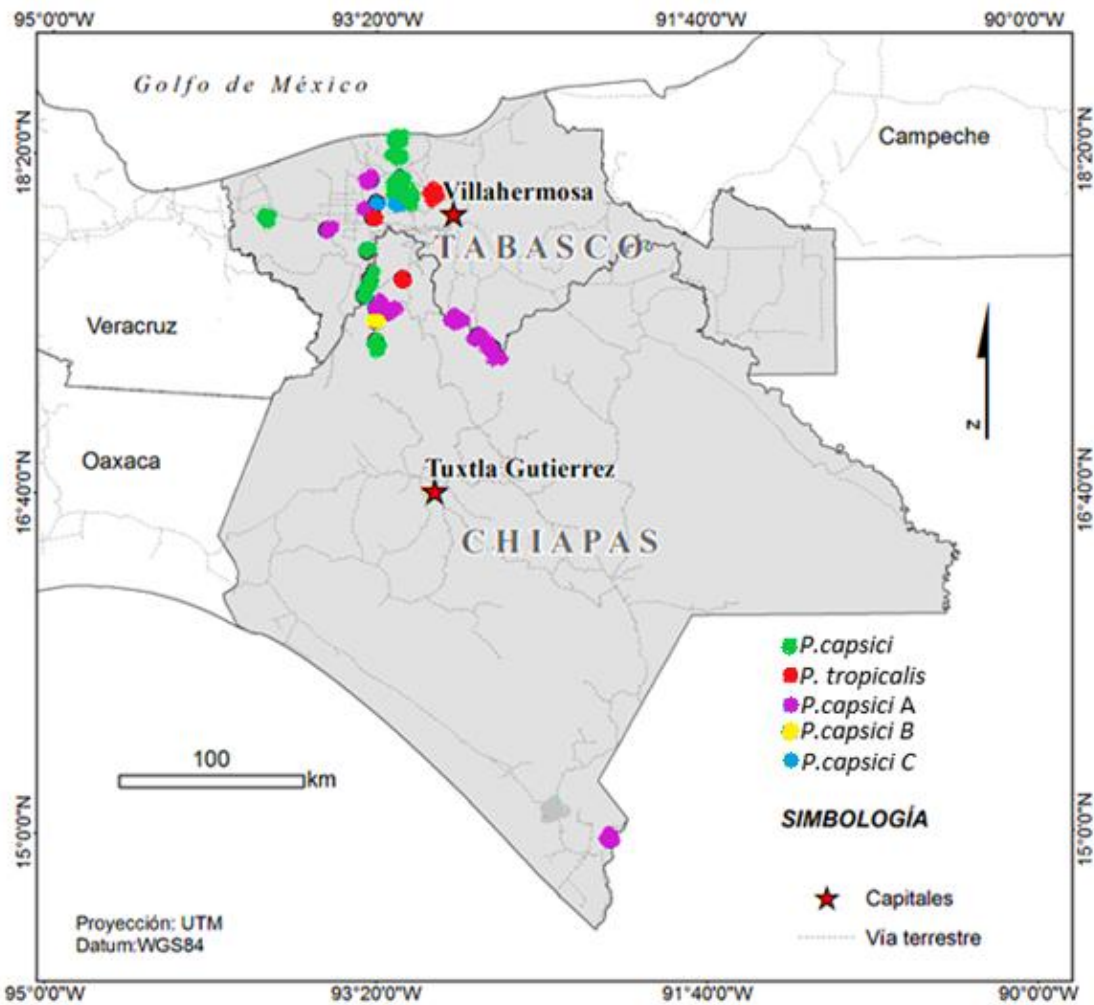 95°0'0"W 93°20'0"W 91°40'0"W 90°0'0"W
Golfo de México
18°20'0"N
18°20'0"N
Campeche
Villahermosa
TABASCO
Veracruz
N
Oaxaca
Tuxtla Gutierrez
16°40'0"N
16°40'0"N
CHIAPAS
P.capsici
P. tropicalis
P.capsici A
P.capsici B
P.capsici C
100
km
SIMBOLOGÍA
15°0'0"N
15°0'0"N
Capitales
Proyección: UTM
Datum:WGS84
Vía terrestre
95°0'0"W 93°20'0"W 91°40'0"W 90°0'0"W